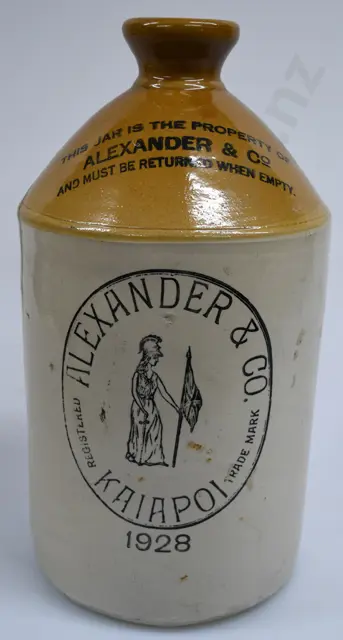 THIS JAR IS THE PROPERTY OF
ALEXANDER & Co
AND MUST BE RETURNED WHEN EMPTY.
ALEXANDER & CO.
REGISTERED
TRADE MARK
KAIAPOI
1928